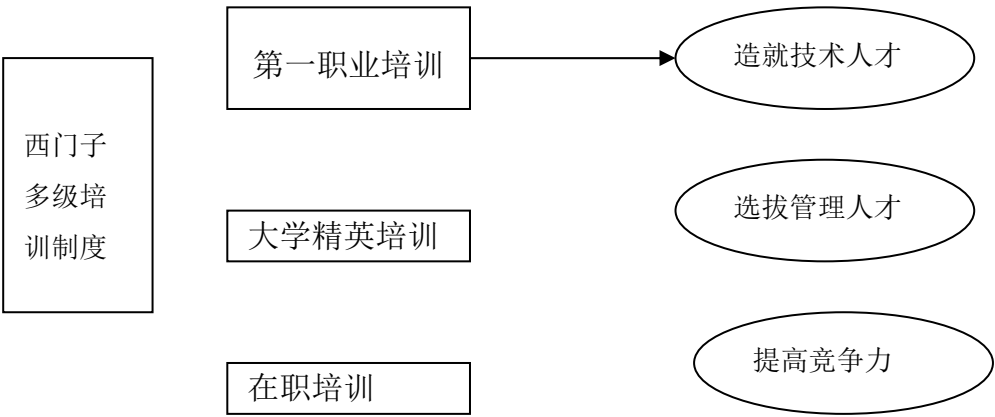 第一职业培训
造就技术人才
西门子
多级培
训制度
大学精英培训
选拔管理人才
在职培训
提高竞争力